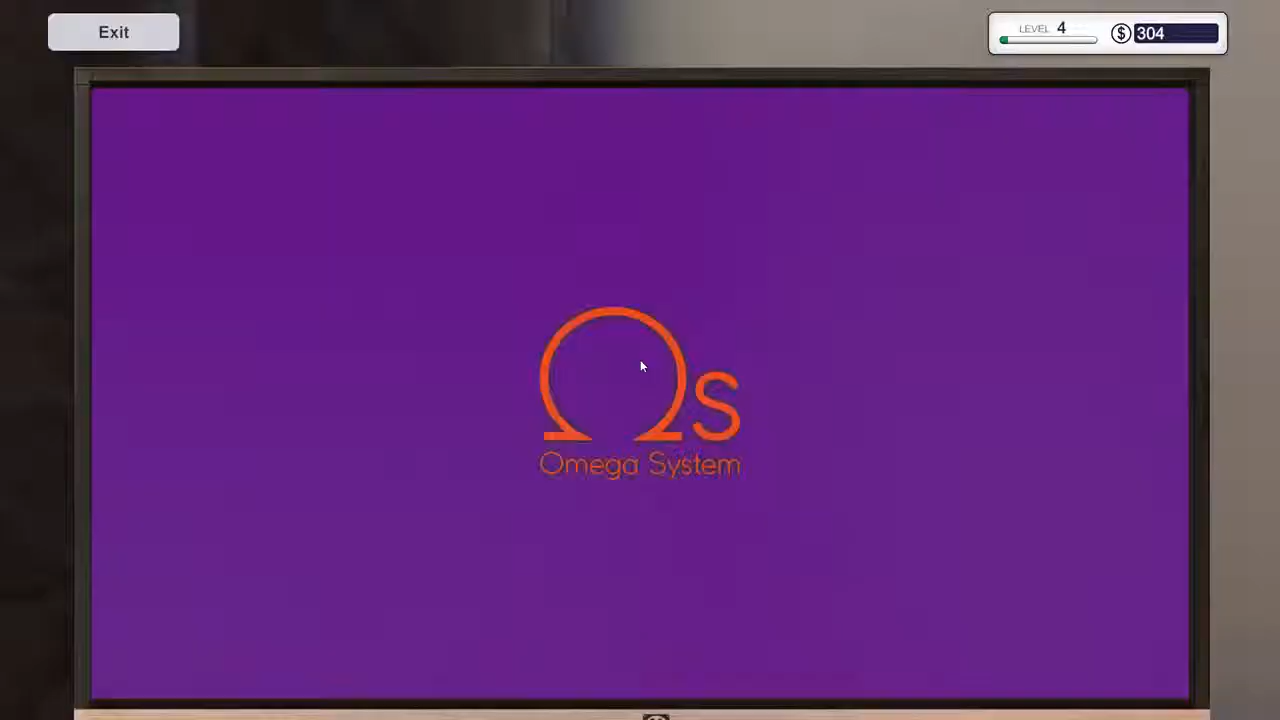 Exit
LEVEL 4
$ 304
Ωs
Omega System